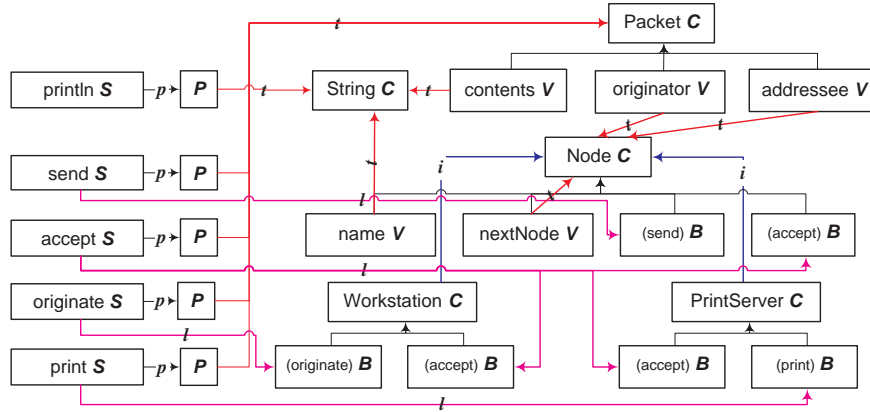 t
Packet C
println S
p
P
t
String C
t
contents V
originator V
addressee V
t
t
t
Node C
send S
p
P
i
i
l
x
accept S
p
P
name V
nextNode V
(send) B
(accept) B
l
originate S
p
P
Workstation C
PrintServer C
l
print S
p
P
(originate) B
(accept) B
(accept) B
(print) B
l